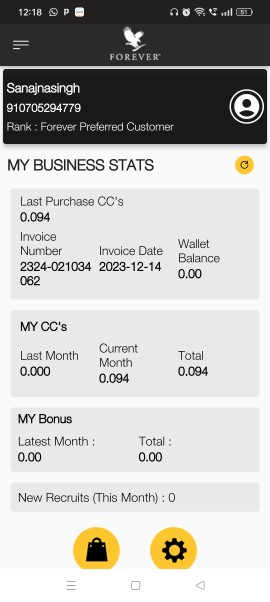 12:18
51
FOREVER
Sanajnasingh
910705294779
Rank : Forever Preferred Customer
MY BUSINESS STATS
Last Purchase CC's
0.094
Invoice Number
2324-021034062
Invoice Date
2023-12-14
Wallet Balance
0.00
MY CC's
Last Month
0.000
Current Month
0.094
Total
0.094
MY Bonus
Latest Month :
0.00
Total :
0.00
New Recruits (This Month) : 0